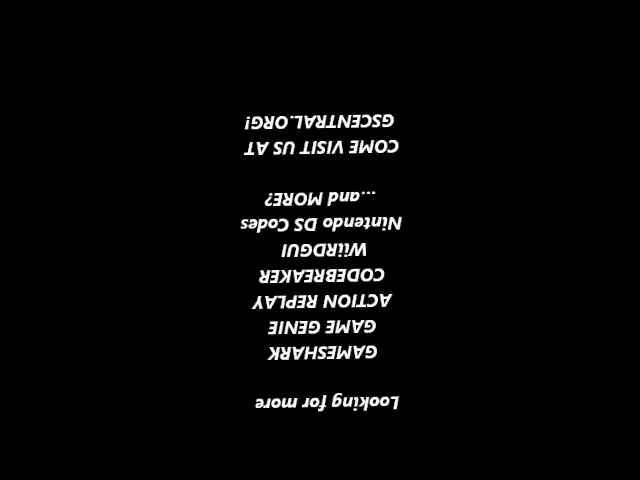 Looking for more
GAMESHARK
GAME GENIE
ACTION REPLAY
CODEBREAKER
WiiRDGUI
Nintendo DS Codes
...and MORE?
COME VISIT US AT
GSCENTRAL.ORG!